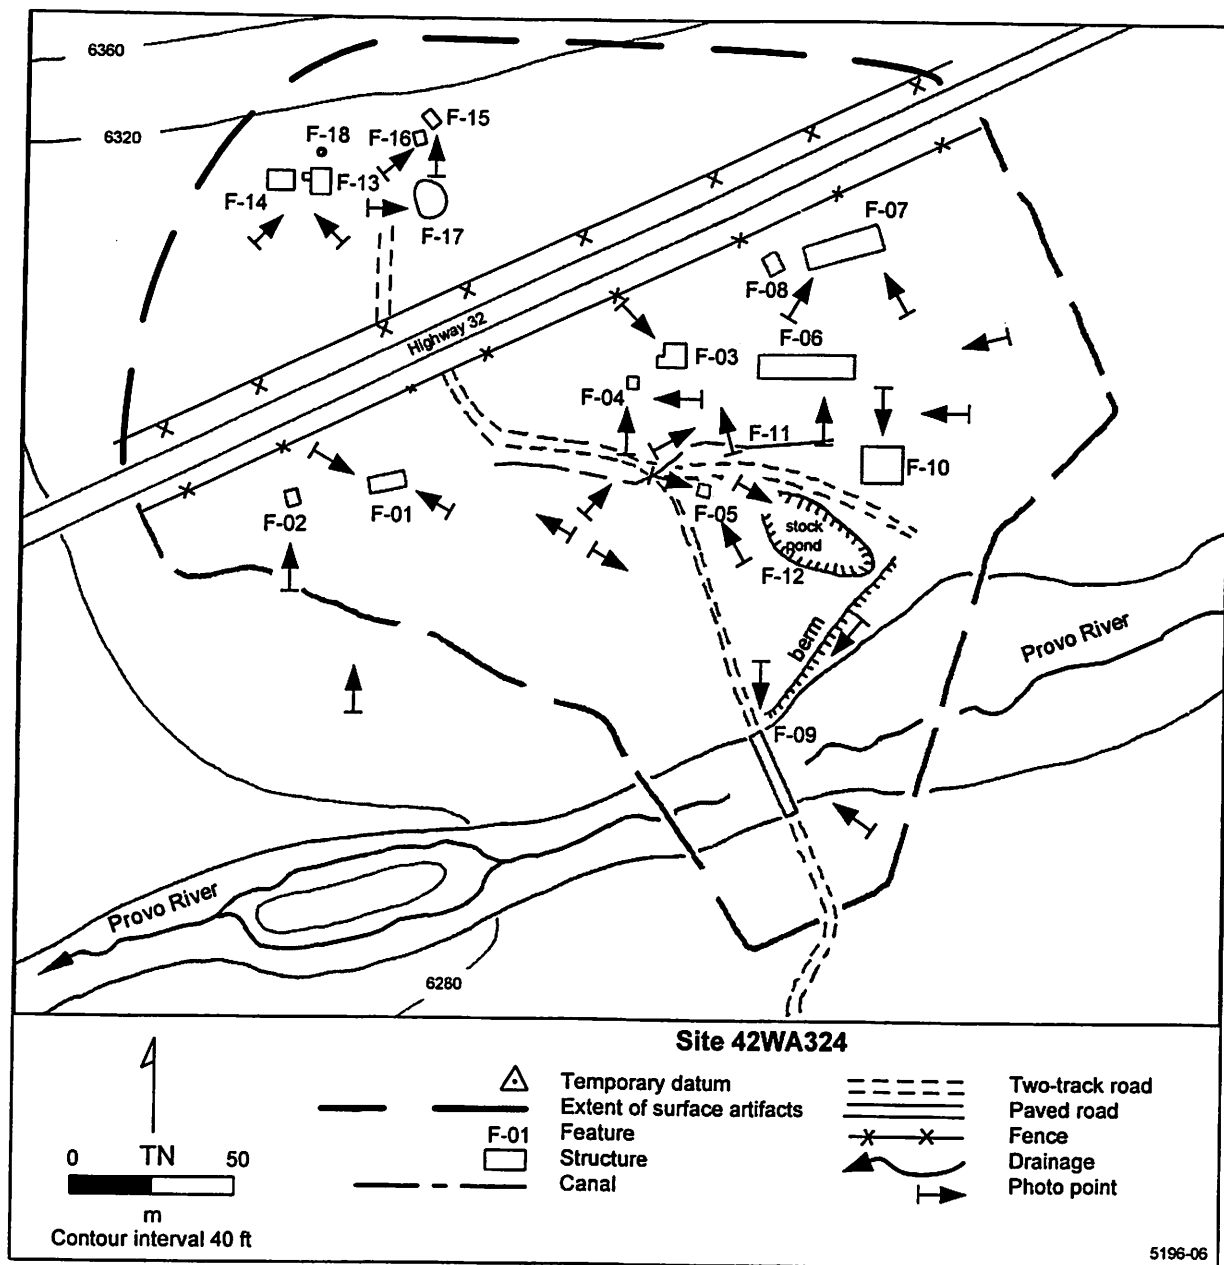 6360
6320
F-15
F-16
F-18
F-13
F-14
F-17
F-07
F-08
Highway 32
F-06
F-03
F-04
F-11
F-10
F-01
F-02
F-05
stock
pond
F-12
berm
Provo River
F-09
Provo River
6280
Site 42WA324
Temporary datum
Extent of surface artifacts
F-01 Feature
Structure
Canal
Two-track road
Paved road
Fence
Drainage
Photo point
TN
0 50
m
Contour interval 40 ft
5196-06